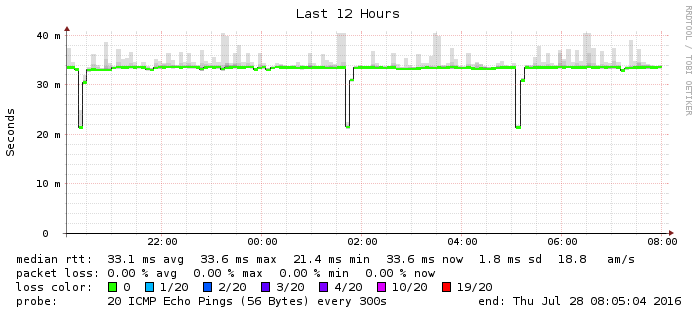 Last 12 Hours
RRDTOOL / TOBI OETIKER
Seconds
40 m
30 m
20 m
10 m
0
22:00 00:00 02:00 04:00 06:00 08:00
median rtt: 33.1 ms avg 33.6 ms max 21.4 ms min 33.6 ms now 1.8 ms sd 18.8 am/s
packet loss: 0.00 % avg 0.00 % max 0.00 % min 0.00 % now
loss color: 0 1/20 2/20 3/20 4/20 10/20 19/20
probe: 20 ICMP Echo Pings (56 Bytes) every 300s end: Thu Jul 28 08:05:04 2016